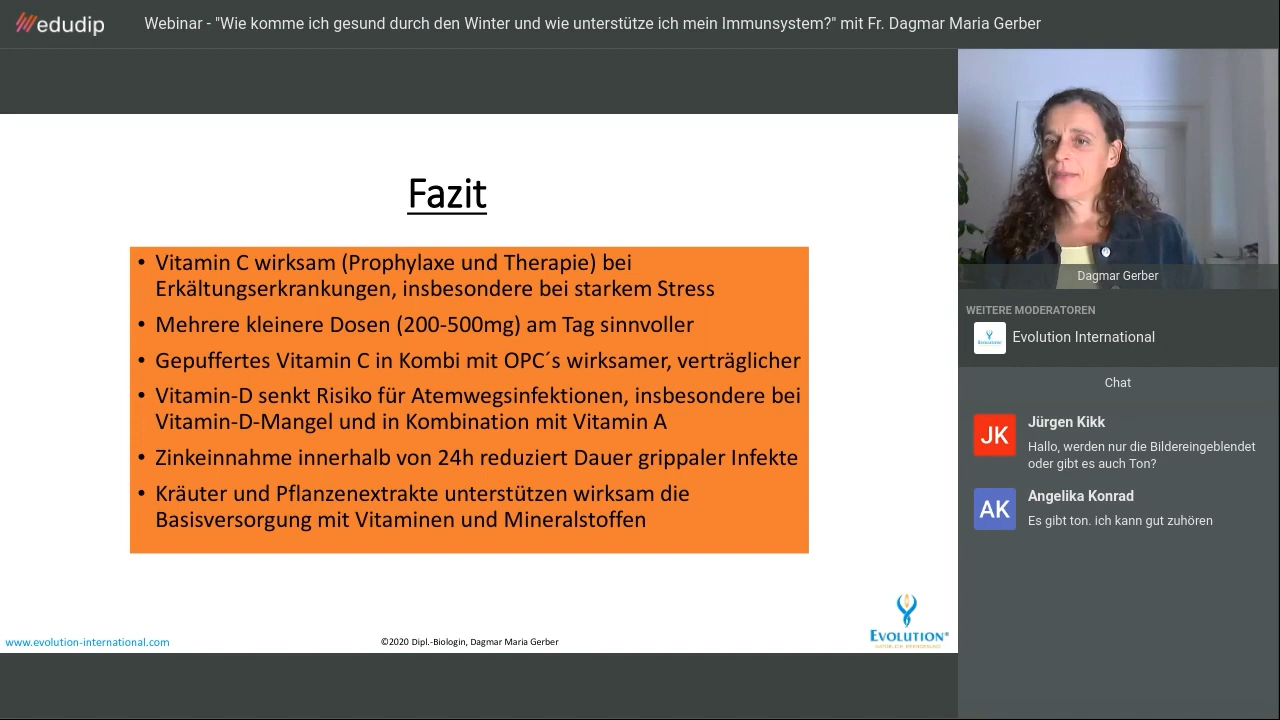 edudip
Webinar - "Wie komme ich gesund durch den Winter und wie unterstütze ich mein Immunsystem?" mit Fr. Dagmar Maria Gerber
Fazit
• Vitamin C wirksam (Prophylaxe und Therapie) bei
Erkältungserkrankungen, insbesondere bei starkem Stress
• Mehrere kleinere Dosen (200-500mg) am Tag sinnvoller
• Gepuffertes Vitamin C in Kombi mit OPC´s wirksamer, verträglicher
• Vitamin-D senkt Risiko für Atemwegsinfektionen, insbesondere bei
Vitamin-D-Mangel und in Kombination mit Vitamin A
• Zinkeinnahme innerhalb von 24h reduziert Dauer grippaler Infekte
• Kräuter und Pflanzenextrakte unterstützen wirksam die
Basisversorgung mit Vitaminen und Mineralstoffen
www.evolution-international.com
©2020 Dipl.-Biologin, Dagmar Maria Gerber
EVOLUTION®
Dagmar Gerber
WEITERE MODERATOREN
Evolution International
Chat
JK
Jürgen Kikk
Hallo, werden nur die Bildereingeblendet
oder gibt es auch Ton?
AK
Angelika Konrad
Es gibt ton. ich kann gut zuhören